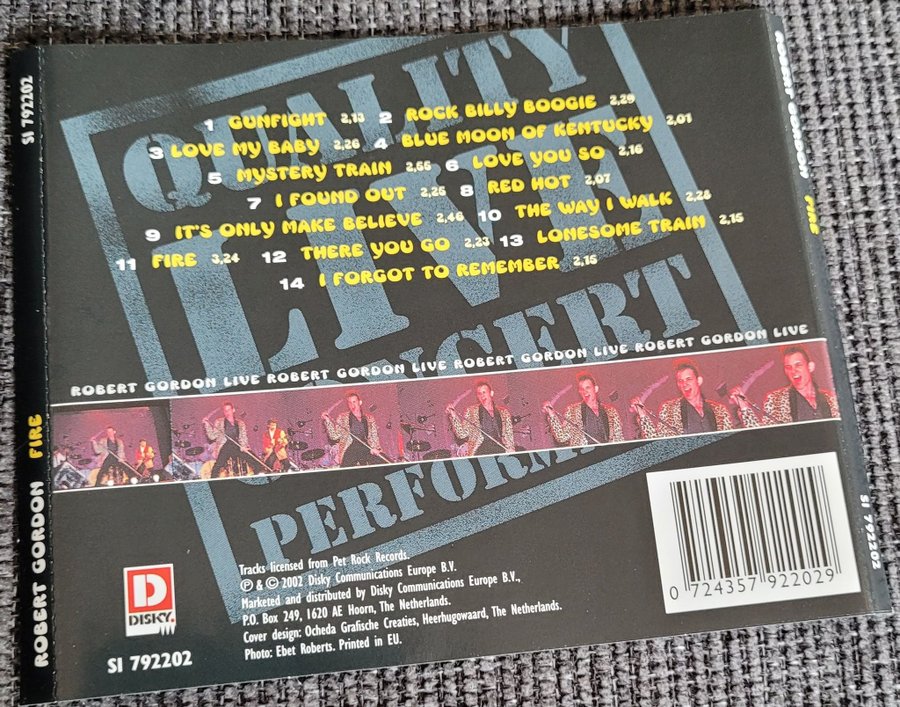 SI 792202
ROBERT GORDON FIRE
QUALITY
LIVE
CONCERT
PERFORMA
1 GUNFIGHT 2,13 2 ROCK BILLY BOOGIE 2,29
3 LOVE MY BABY 2,26 4 BLUE MOON OF KENTUCKY 2,01
5 MYSTERY TRAIN 2,55 6 LOVE YOU SO 2,16
7 I FOUND OUT 2,25 8 RED HOT 2,07
9 IT'S ONLY MAKE BELIEVE 2,46 10 THE WAY I WALK 2,28
11 FIRE 3,24 12 THERE YOU GO 2,23 13 LONESOME TRAIN 2,15
14 I FORGOT TO REMEMBER 2,15
ROBERT GORDON LIVE ROBERT GORDON LIVE ROBERT GORDON LIVE ROBERT GORDON LIVE
D
DISKY
SI 792202
Tracks licensed from Pet Rock Records.
℗ & © 2002 Disky Communications Europe B.V.
Marketed and distributed by Disky Communications Europe B.V.,
P.O. Box 249, 1620 AE Hoorn, The Netherlands.
Cover design: Ocheda Grafische Creaties, Heerhugowaard, The Netherlands.
Photo: Ebet Roberts. Printed in EU.
0 724357 922029
ROBERT GORDON FIRE
SI 792202